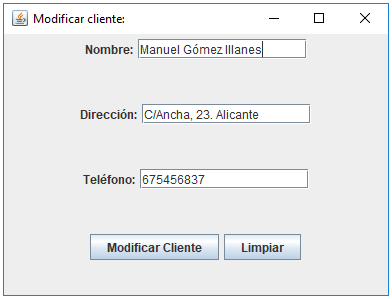 Modificar cliente:
Nombre: Manuel Gómez Illanes
Dirección: C/Ancha, 23. Alicante
Teléfono: 675456837
Modificar Cliente Limpiar